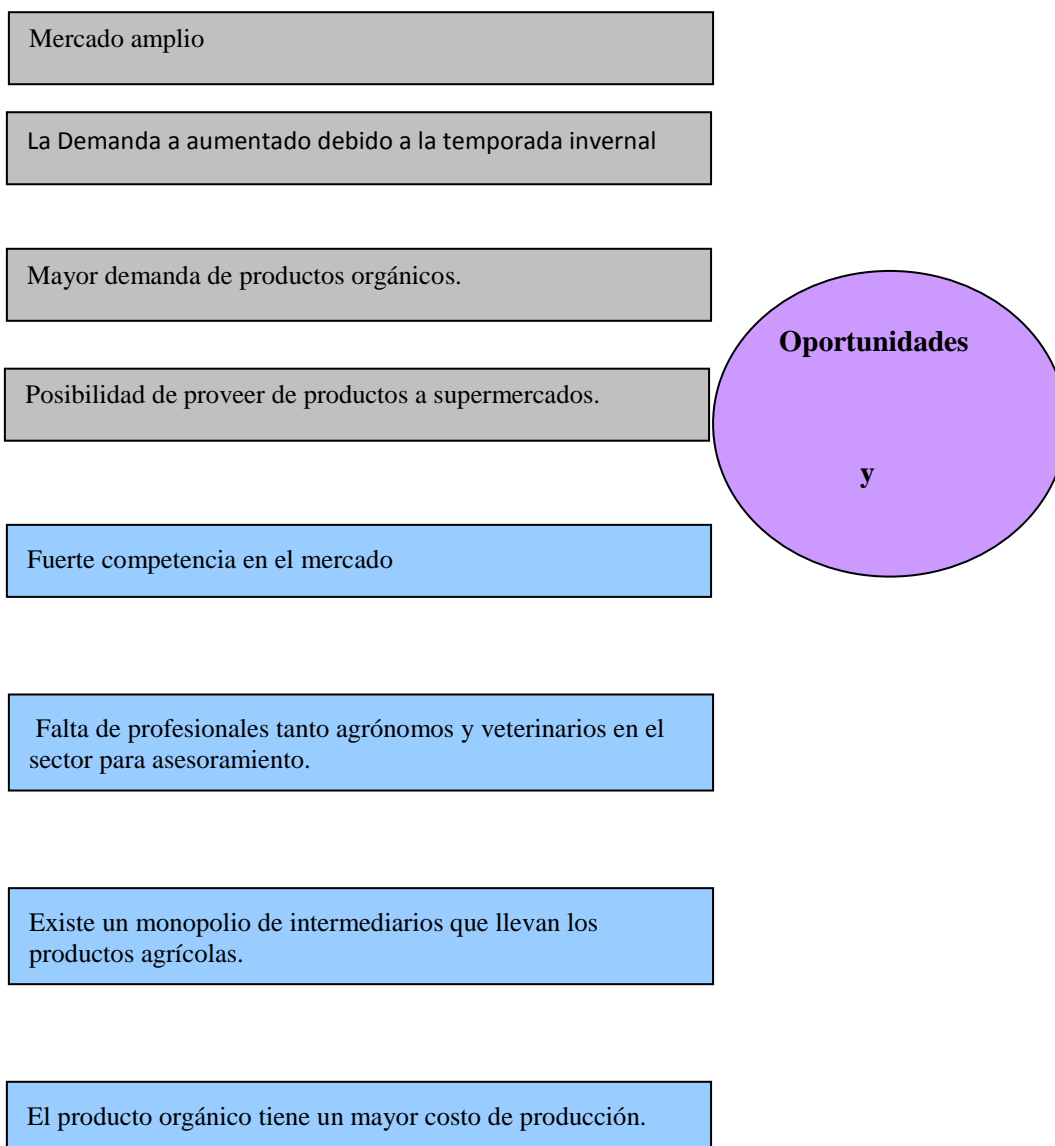 Mercado amplio
La Demanda a aumentado debido a la temporada invernal
Mayor demanda de productos orgánicos.
Oportunidades
y
Posibilidad de proveer de productos a supermercados.
Fuerte competencia en el mercado
Falta de profesionales tanto agrónomos y veterinarios en el
sector para asesoramiento.
Existe un monopolio de intermediarios que llevan los
productos agrícolas.
El producto orgánico tiene un mayor costo de producción.